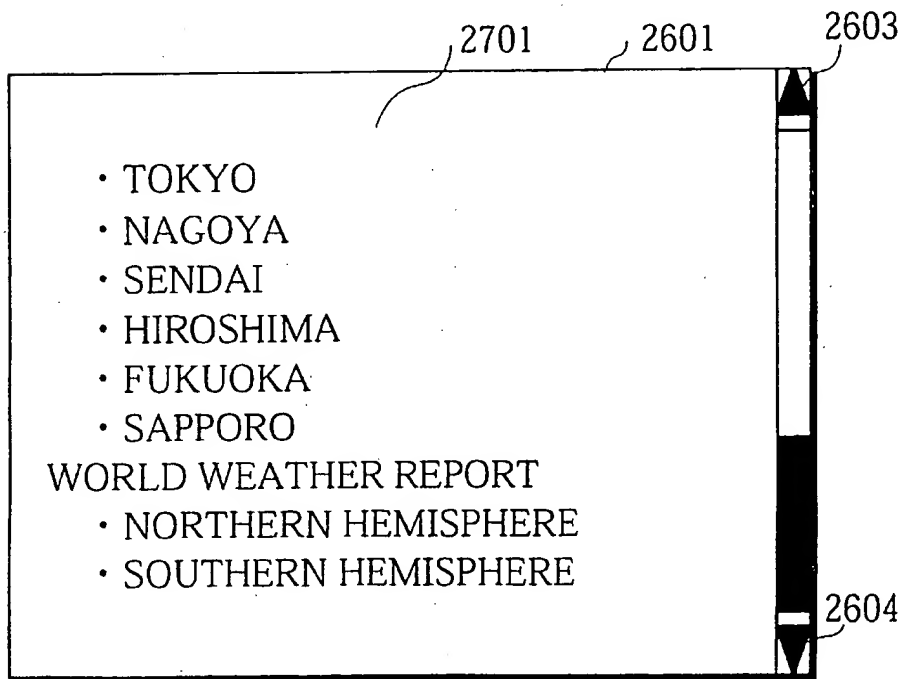 2701 2601 2603
・TOKYO
・NAGOYA
・SENDAI
・HIROSHIMA
・FUKUOKA
・SAPPORO
WORLD WEATHER REPORT
・NORTHERN HEMISPHERE
・SOUTHERN HEMISPHERE
2604